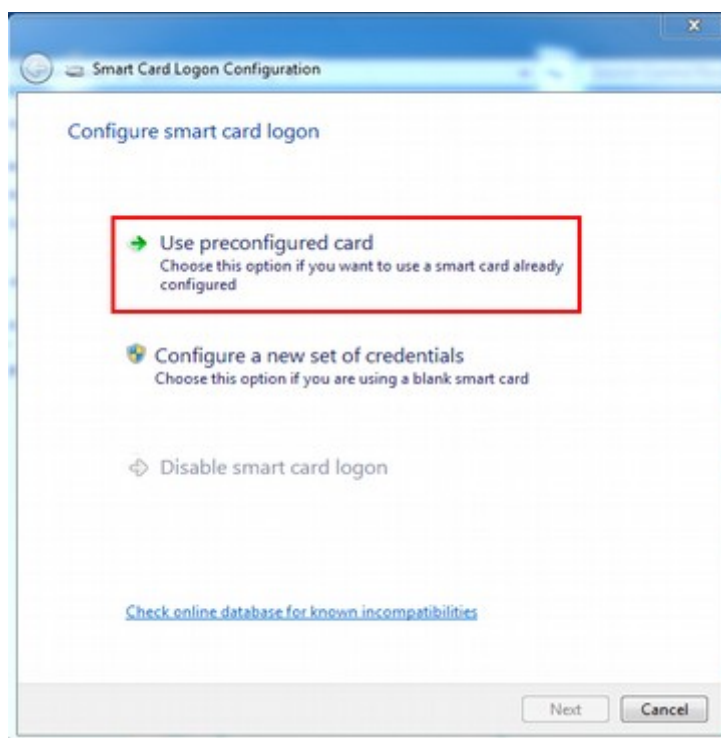 Smart Card Logon Configuration
Configure smart card logon
Use preconfigured card
Choose this option if you want to use a smart card already
configured
Configure a new set of credentials
Choose this option if you are using a blank smart card
Disable smart card logon
Check online database for known incompatibilities
Next Cancel